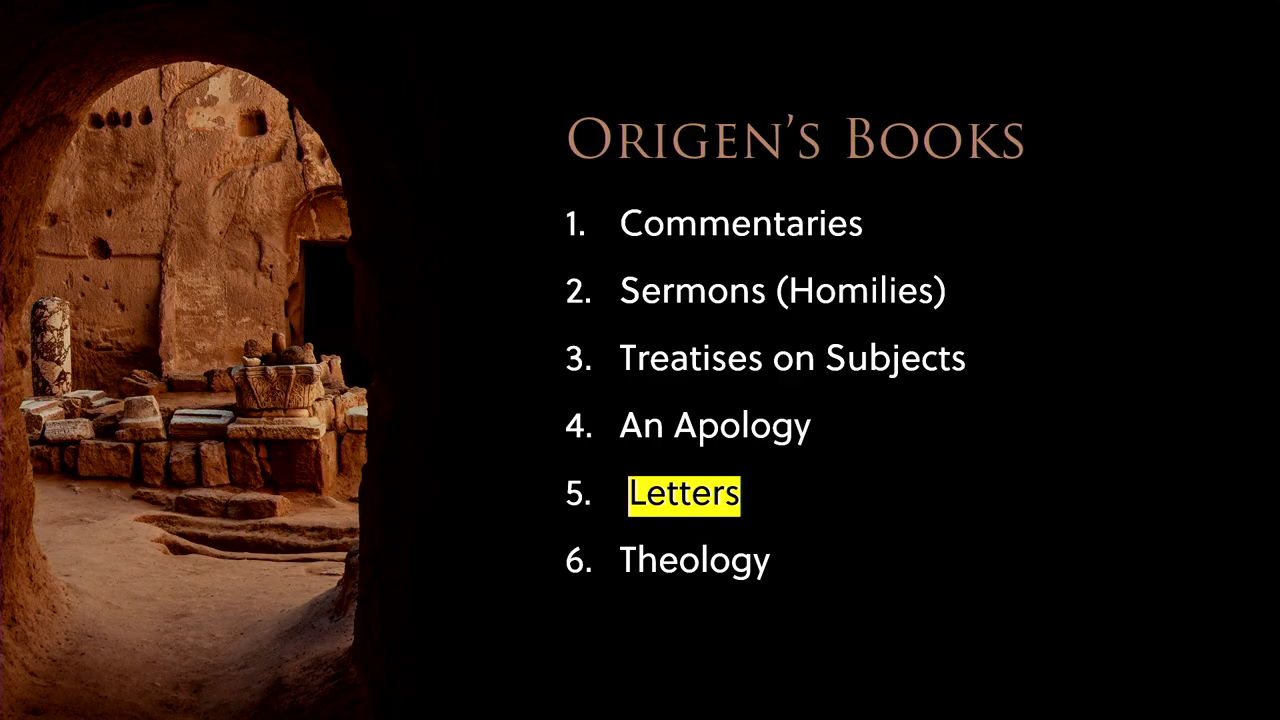 Origen's Books
1. Commentaries
2. Sermons (Homilies)
3. Treatises on Subjects
4. An Apology
5. Letters
6. Theology